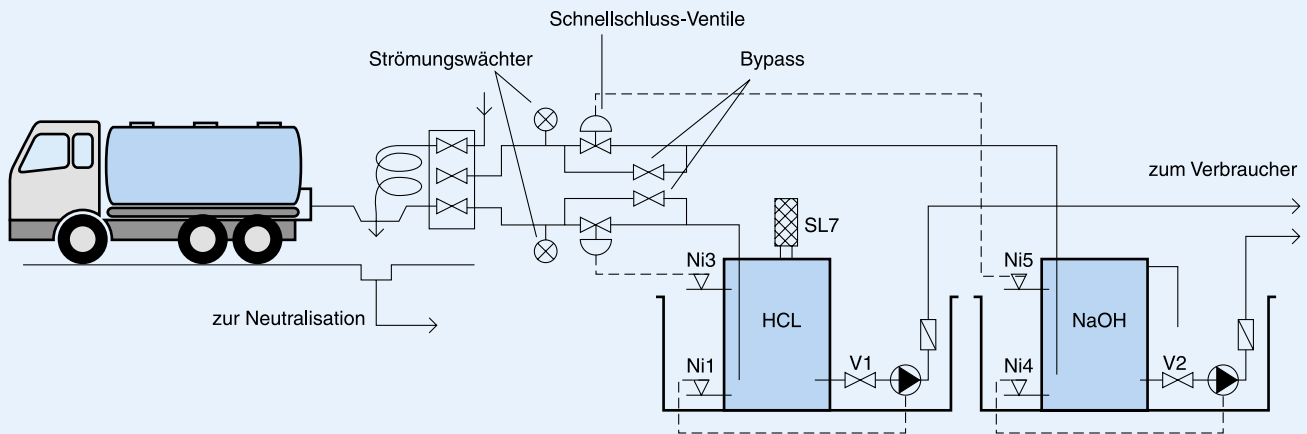 Schnellschluss-Ventile
Strömungswächter
Bypass
zum Verbraucher
SL7
Ni3
Ni5
zur Neutralisation
HCL
NaOH
Ni1
V1
Ni4
V2